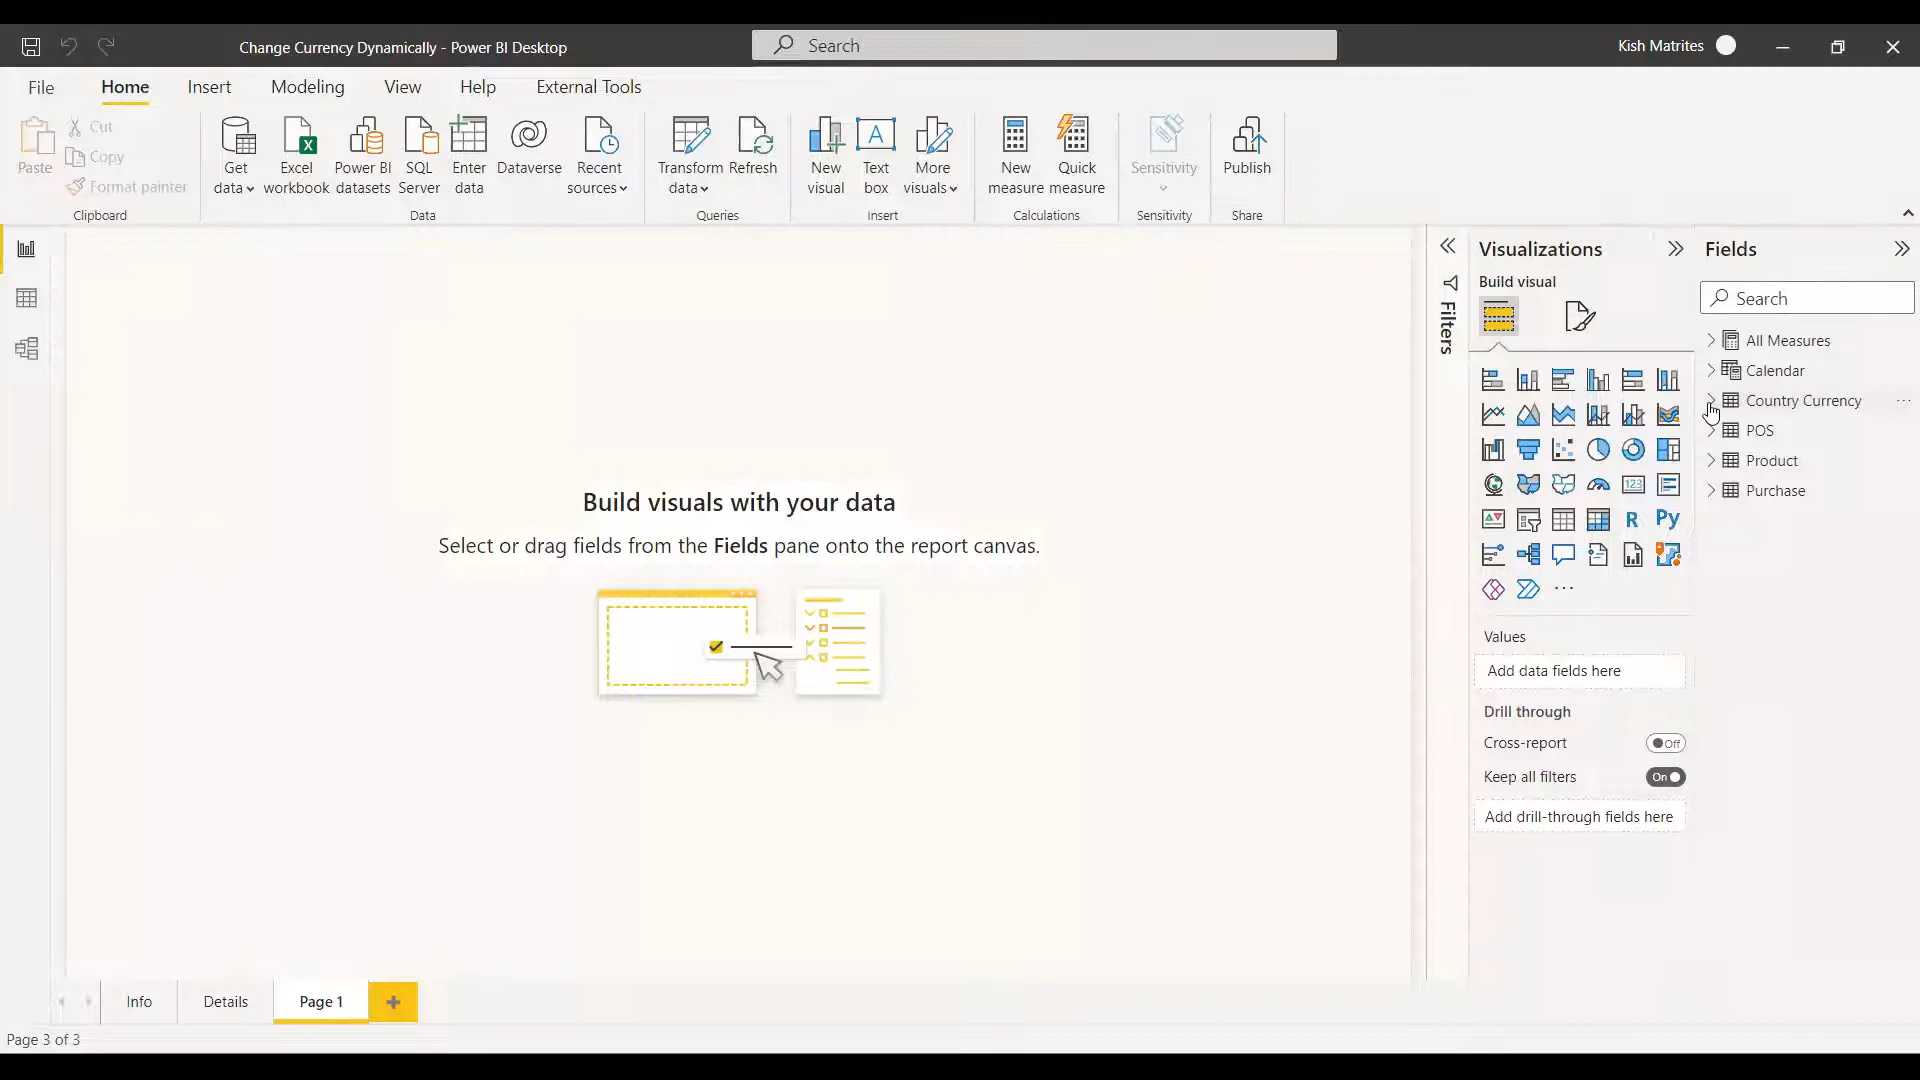 Change Currency Dynamically - Power BI Desktop
Search
Kish Matrites
File
Home
Insert
Modeling
View
Help
External Tools
Paste
Cut
Copy
Format painter
Clipboard
Get
data
Excel
workbook
Power BI
datasets
SQL
Server
Enter
data
Dataverse
Recent
sources
Data
Transform
data
Refresh
Queries
New
visual
A
Text
box
More
visuals
Insert
New
measure
Quick
measure
Calculations
Sensitivity
Sensitivity
Publish
Share
Build visuals with your data
Select or drag fields from the Fields pane onto the report canvas.
Filters
Visualizations
Build visual
123
R
Py
...
Values
Add data fields here
Drill through
Cross-report
Off
Keep all filters
On
Add drill-through fields here
Fields
Search
All Measures
Calendar
Country Currency
...
POS
Product
Purchase
Info
Details
Page 1
+
Page 3 of 3